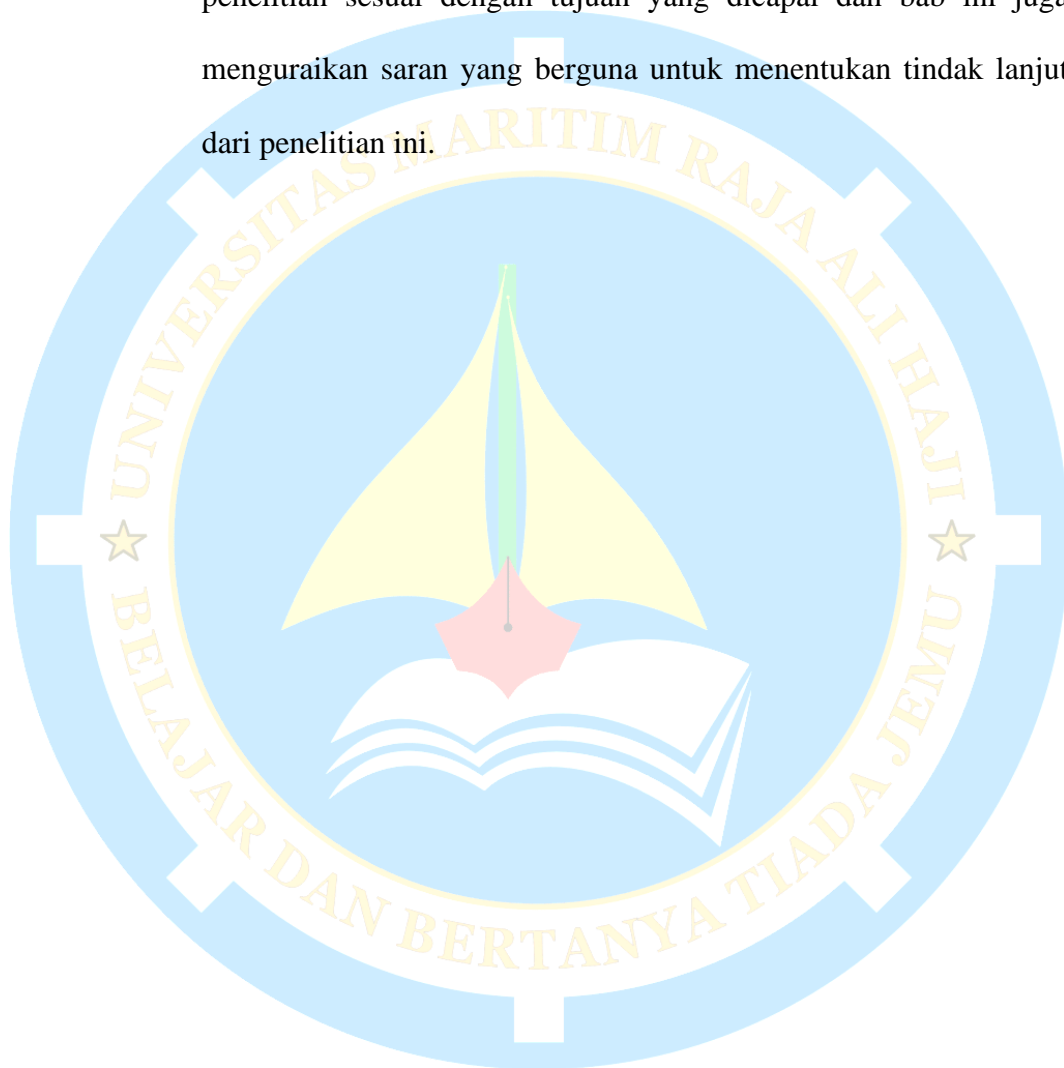 penelitian sesuai dengan tujuan yang dicapai dan bab ini juga
menguraikan saran yang berguna untuk menentukan tindak lanjut
dari penelitian ini.
UNIVERSITAS MARITIM RAJA ALI HAJI
BELAJAR DAN BERTANYA TIADA JEMU